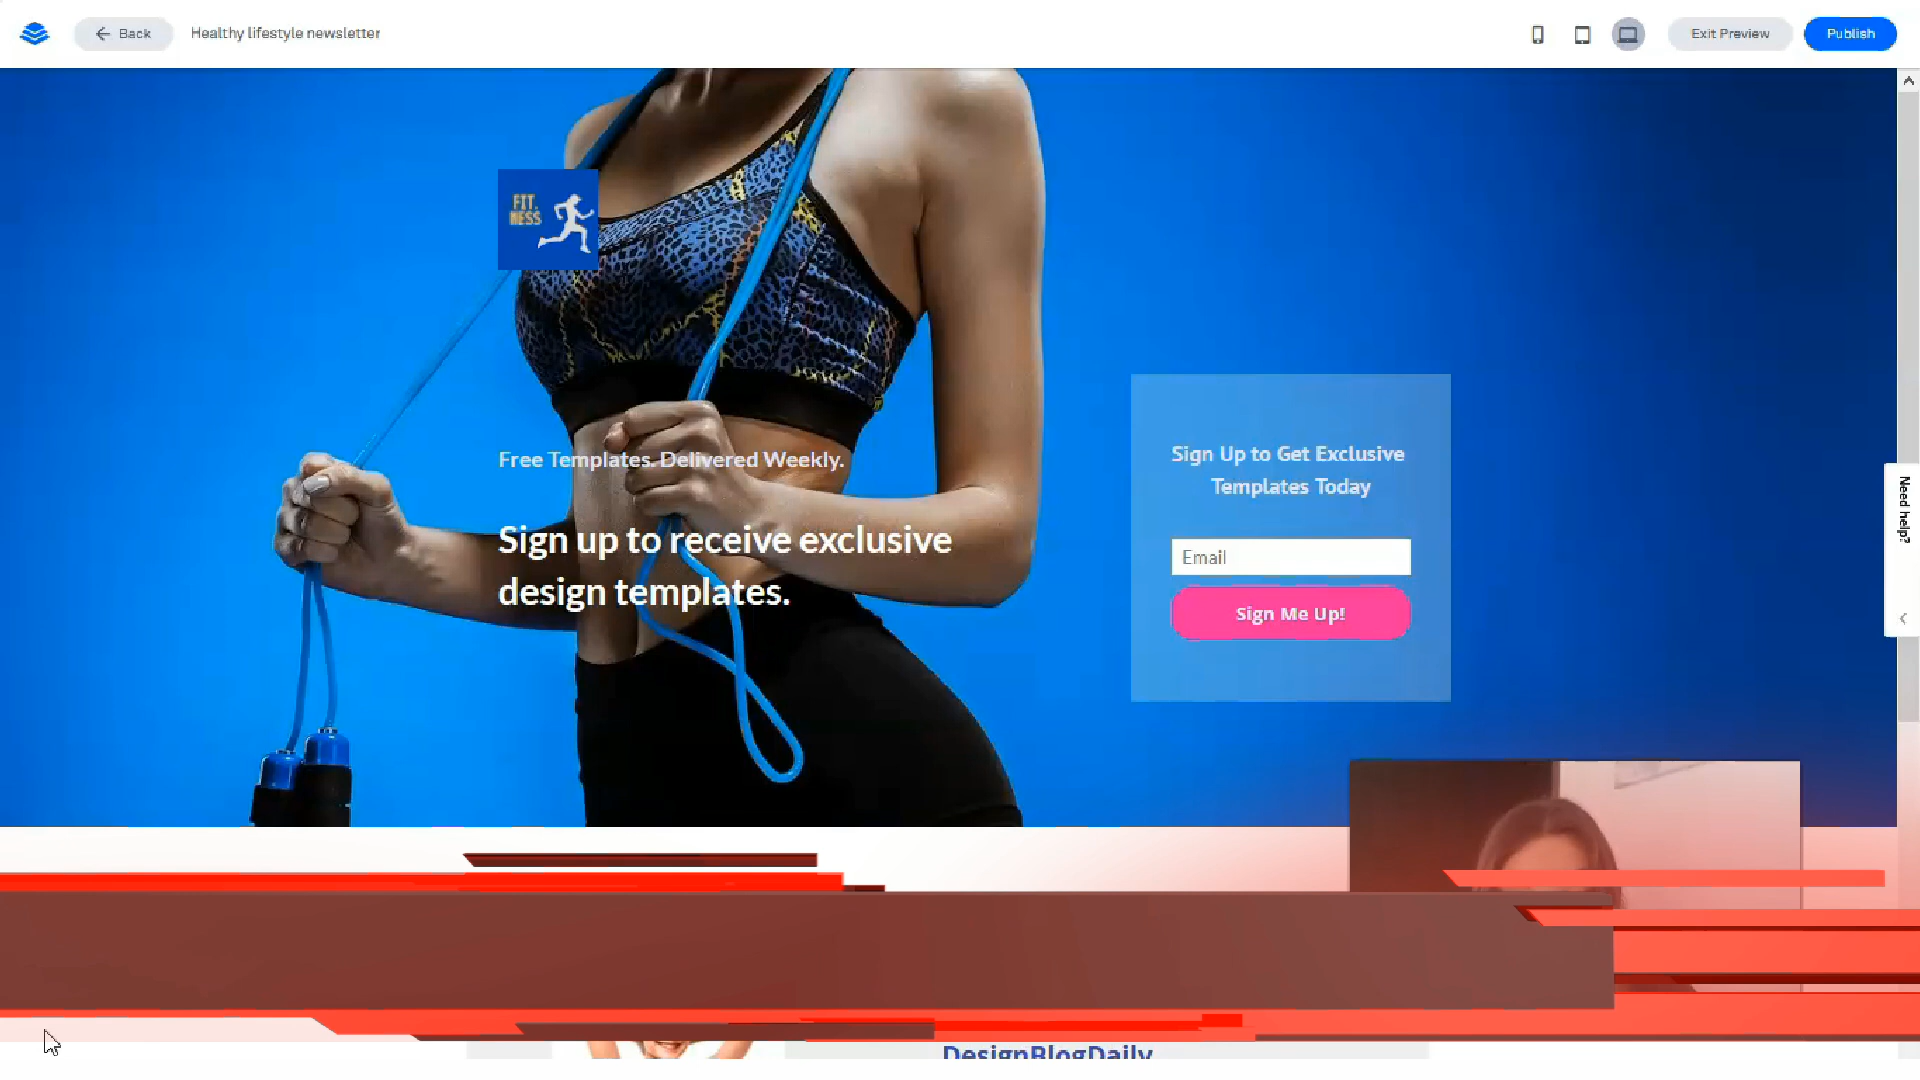 Back
Healthy lifestyle newsletter
Exit Preview
Publish
FIT.
NESS
Free Templates. Delivered Weekly.
Sign up to receive exclusive
design templates.
Sign Up to Get Exclusive
Templates Today
Email
Sign Me Up!
Need help?
DesignBlogDaily